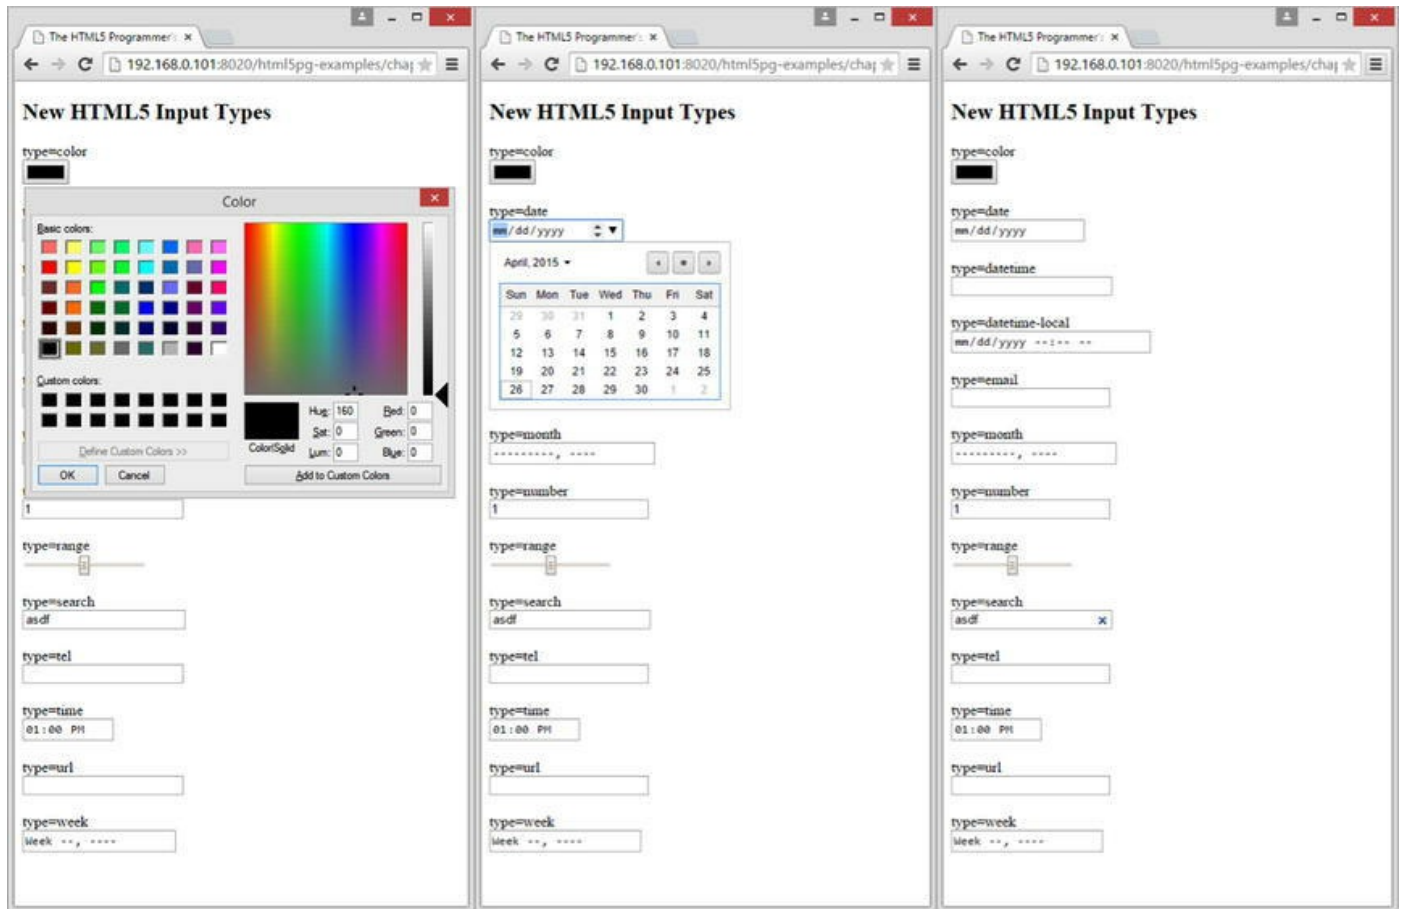 The HTML5 Programmer's
192.168.0.101:8020/html5pg-examples/chap
New HTML5 Input Types
type=color
Color
Basic colors:
Custom colors:
Define Custom Colors >>
OK Cancel
Hue: 160 Red: 0
Sat: 0 Green: 0
Color|Solid Lum: 0 Blue: 0
Add to Custom Colors
1
type=range
type=search
asdf
type=tel
type=time
01:00 PM
type=url
type=week
Week --, ----
The HTML5 Programmer's
192.168.0.101:8020/html5pg-examples/chap
New HTML5 Input Types
type=color
type=date
mm/dd/yyyy
April, 2015
Sun Mon Tue Wed Thu Fri Sat
29 30 31 1 2 3 4
5 6 7 8 9 10 11
12 13 14 15 16 17 18
19 20 21 22 23 24 25
26 27 28 29 30 1 2
type=month
---------, ----
type=number
1
type=range
type=search
asdf
type=tel
type=time
01:00 PM
type=url
type=week
Week --, ----
The HTML5 Programmer's
192.168.0.101:8020/html5pg-examples/chap
New HTML5 Input Types
type=color
type=date
mm/dd/yyyy
type=datetime
type=datetime-local
mm/dd/yyyy --:-- --
type=email
type=month
---------, ----
type=number
1
type=range
type=search
asdf
type=tel
type=time
01:00 PM
type=url
type=week
Week --, ----